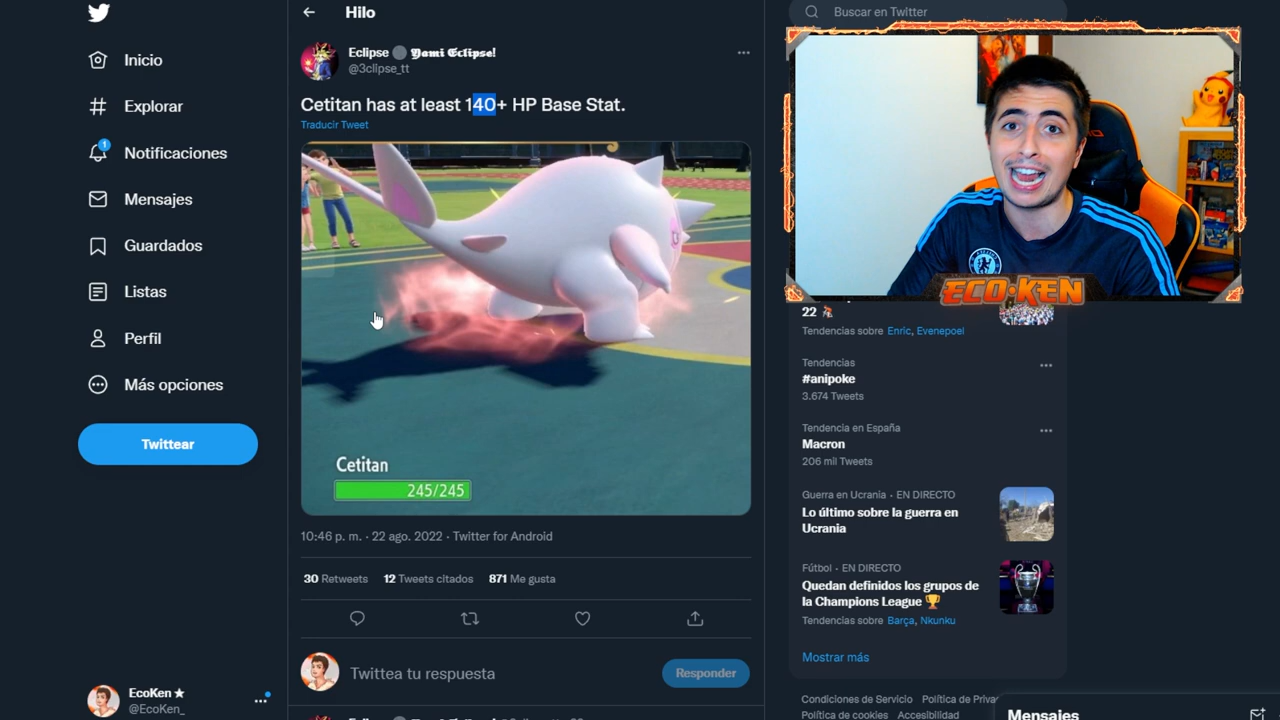 Inicio
Explorar
1
Notificaciones
Mensajes
Guardados
Listas
Perfil
Más opciones
Twittear
EcoKen ★
@EcoKen_
Hilo
Eclipse 🌑 𝖄𝖆𝖒𝖎 𝕰𝖈𝖑𝖎𝖕𝖘𝖊!
@3clipse_tt
Cetitan has at least 140+ HP Base Stat.
Traducir Tweet
Cetitan
245/245
10:46 p. m. · 22 ago. 2022 · Twitter for Android
30 Retweets 12 Tweets citados 871 Me gusta
Twittea tu respuesta
Responder
Buscar en Twitter
ECO·KEN
22
Tendencias sobre Enric, Evenepoel
Tendencias
#anipoke
3.674 Tweets
Tendencia en España
Macron
206 mil Tweets
Guerra en Ucrania · EN DIRECTO
Lo último sobre la guerra en
Ucrania
Fútbol · EN DIRECTO
Quedan definidos los grupos de
la Champions League 🏆
Tendencias sobre Barça, Nkunku
Mostrar más
Condiciones de Servicio Política de
Política de cookies Accesibilidad
Mensajes